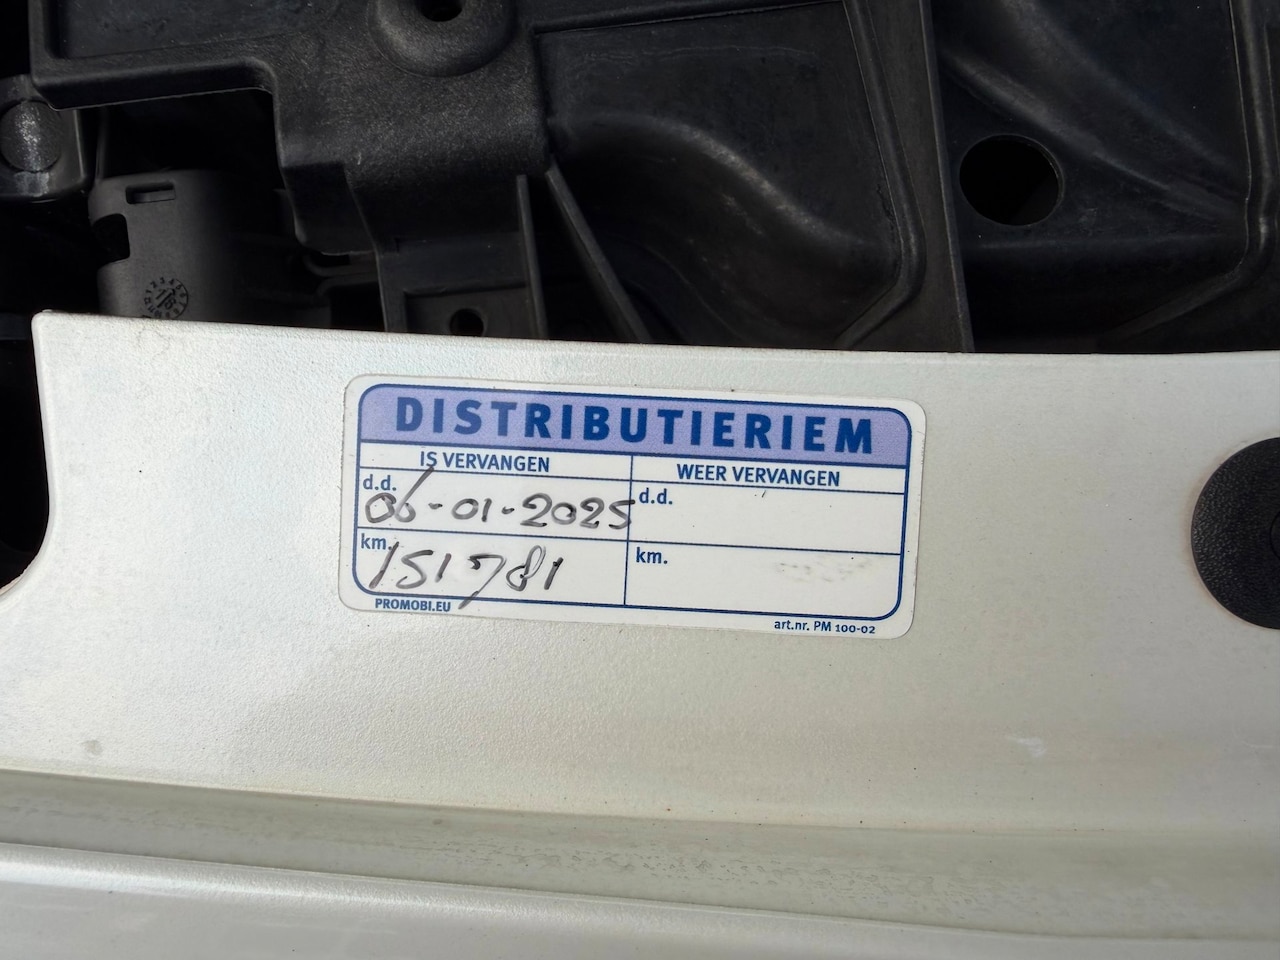 DISTRIBUTIERIEM
IS VERVANGEN
WEER VERVANGEN
d.d.
06-01-2025
d.d.
km.
151781
km.
PROMOBI.EU
art.nr. PM 100-02